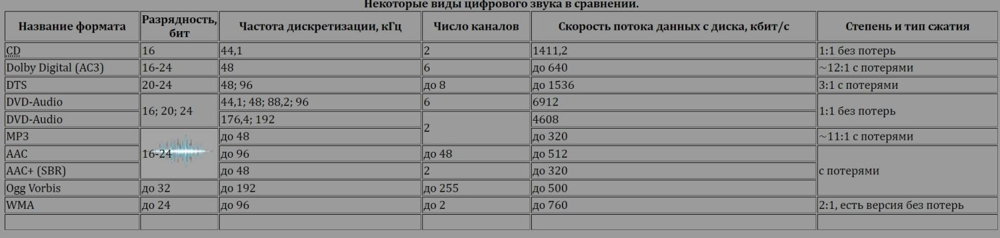 Некоторые виды цифрового звука в сравнении.
Название формата Разрядность, бит Частота дискретизации, кГц Число каналов Скорость потока данных с диска, кбит/с Степень и тип сжатия
CD 16 44,1 2 1411,2 1:1 без потерь
Dolby Digital (AC3) 16-24 48 6 до 640 ~12:1 с потерями
DTS 20-24 48; 96 до 8 до 1536 3:1 с потерями
DVD-Audio 16; 20; 24 44,1; 48; 88,2; 96 6 6912 1:1 без потерь
DVD-Audio 176,4; 192 2 4608
MP3 16-24 до 48 до 320 ~11:1 с потерями
AAC до 96 до 48 до 512 с потерями
AAC+ (SBR) до 48 2 до 320
Ogg Vorbis до 32 до 192 до 255 до 500
WMA до 24 до 96 до 2 до 760 2:1, есть версия без потерь